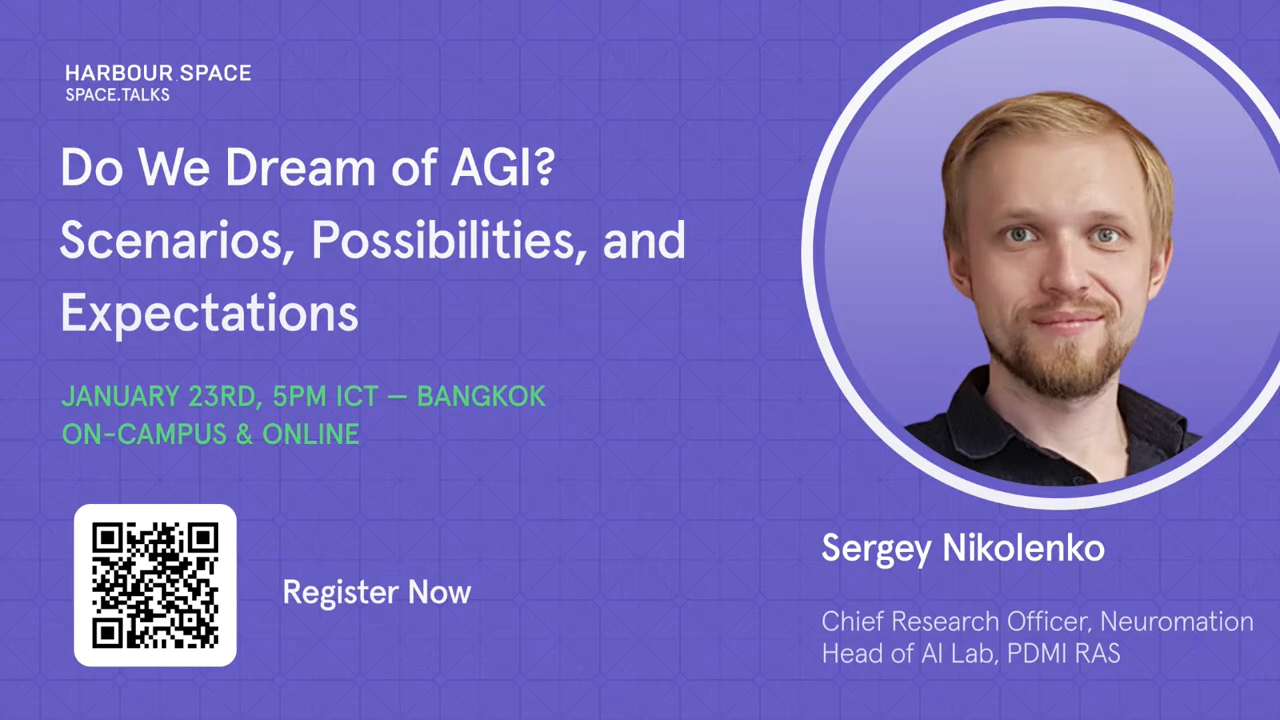 HARBOUR.SPACE
SPACE.TALKS
Do We Dream of AGI?
Scenarios, Possibilities, and
Expectations
JANUARY 23RD, 5PM ICT — BANGKOK
ON-CAMPUS & ONLINE
Register Now
Sergey Nikolenko
Chief Research Officer, Neuromation
Head of AI Lab, PDMI RAS